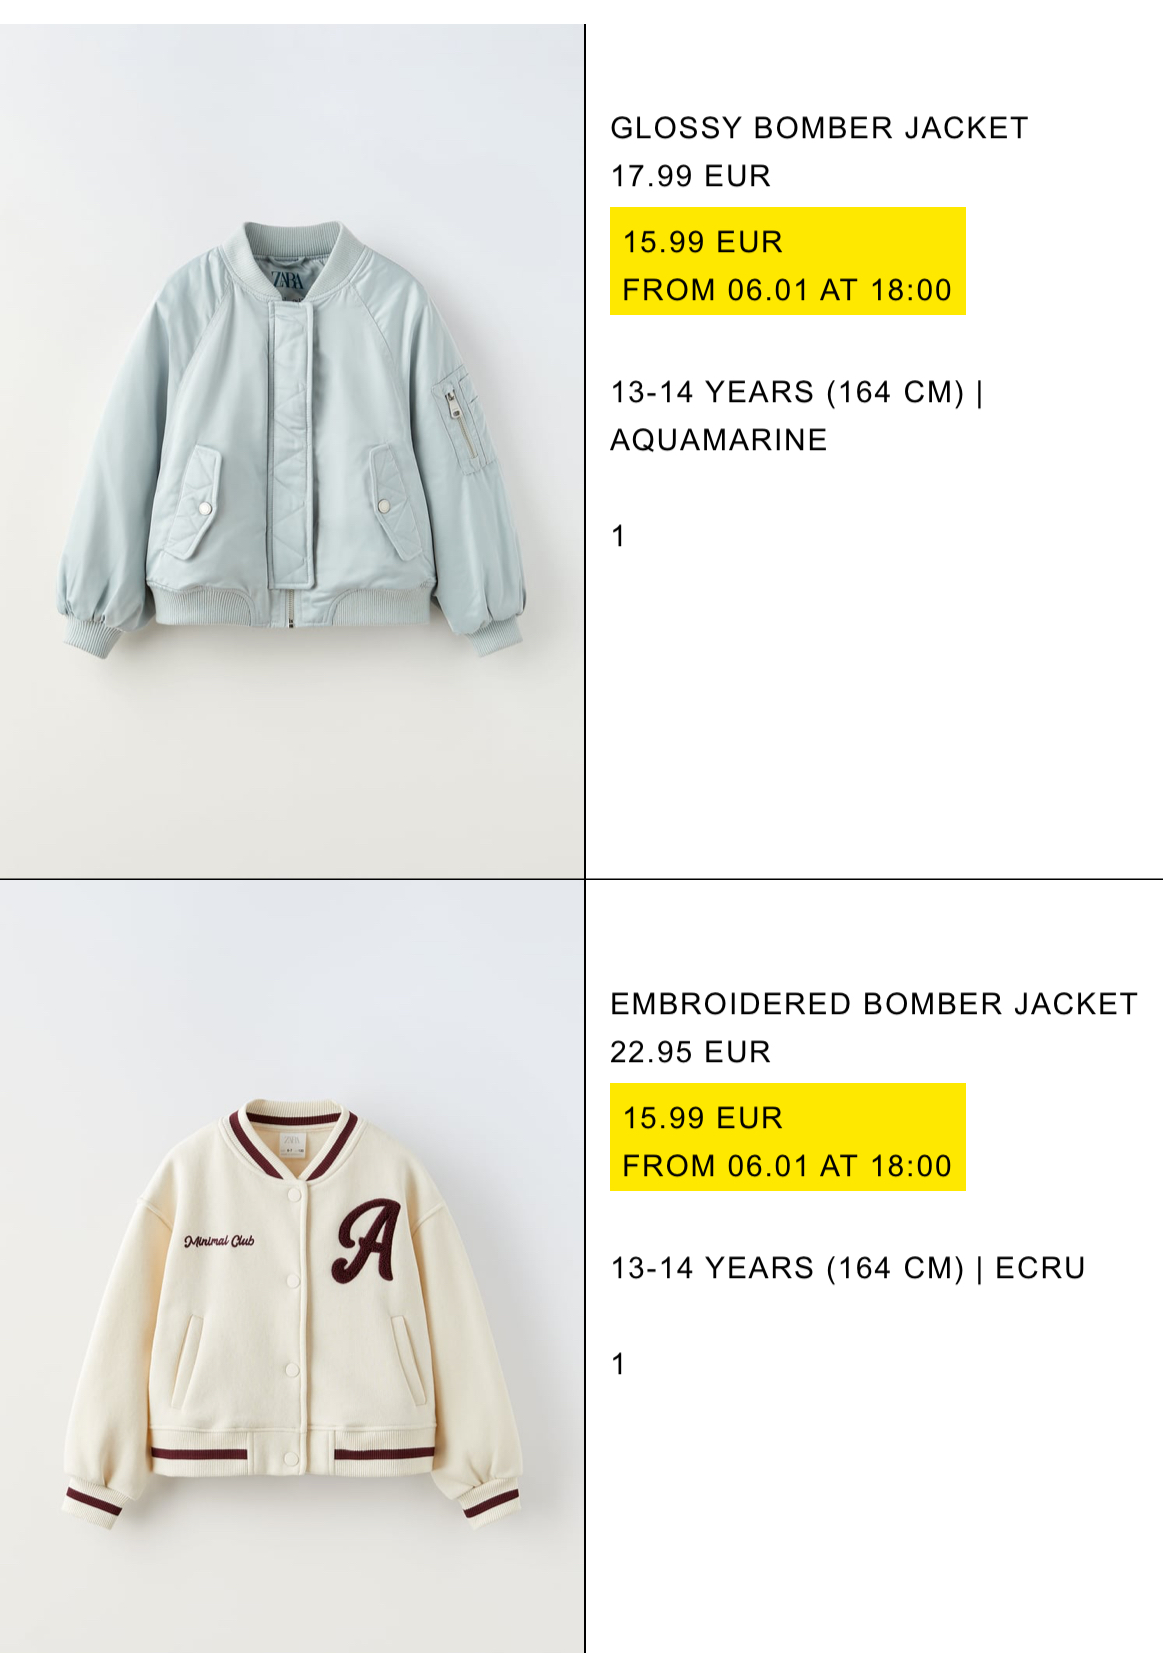 GLOSSY BOMBER JACKET
17.99 EUR
15.99 EUR
FROM 06.01 AT 18:00
13-14 YEARS (164 CM) |
AQUAMARINE
1
ZARA
EMBROIDERED BOMBER JACKET
22.95 EUR
15.99 EUR
FROM 06.01 AT 18:00
13-14 YEARS (164 CM) | ECRU
1
ZARA
Minimal Club
A